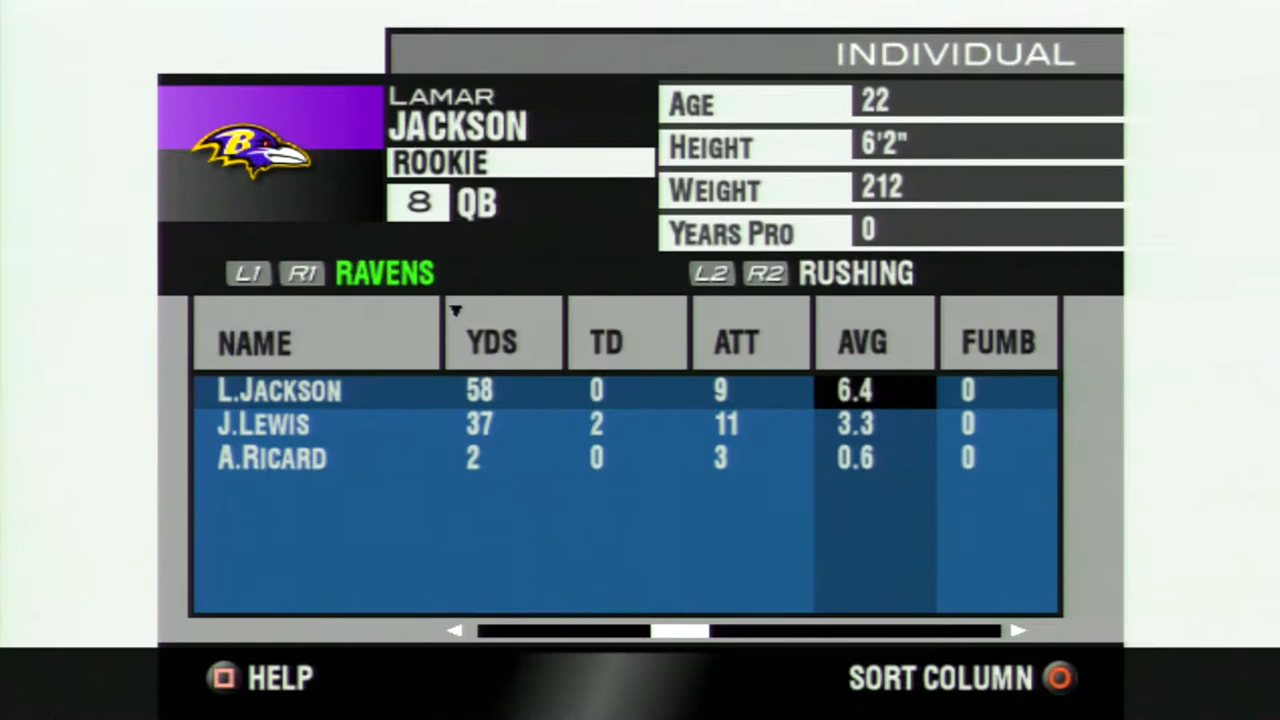 INDIVIDUAL
LAMAR
JACKSON
ROOKIE
8 QB
AGE 22
HEIGHT 6'2"
WEIGHT 212
YEARS PRO 0
L1 R1 RAVENS L2 R2 RUSHING
NAME YDS TD ATT AVG FUMB
L.JACKSON 58 0 9 6.4 0
J.LEWIS 37 2 11 3.3 0
A.RICARD 2 0 3 0.6 0
HELP SORT COLUMN
B